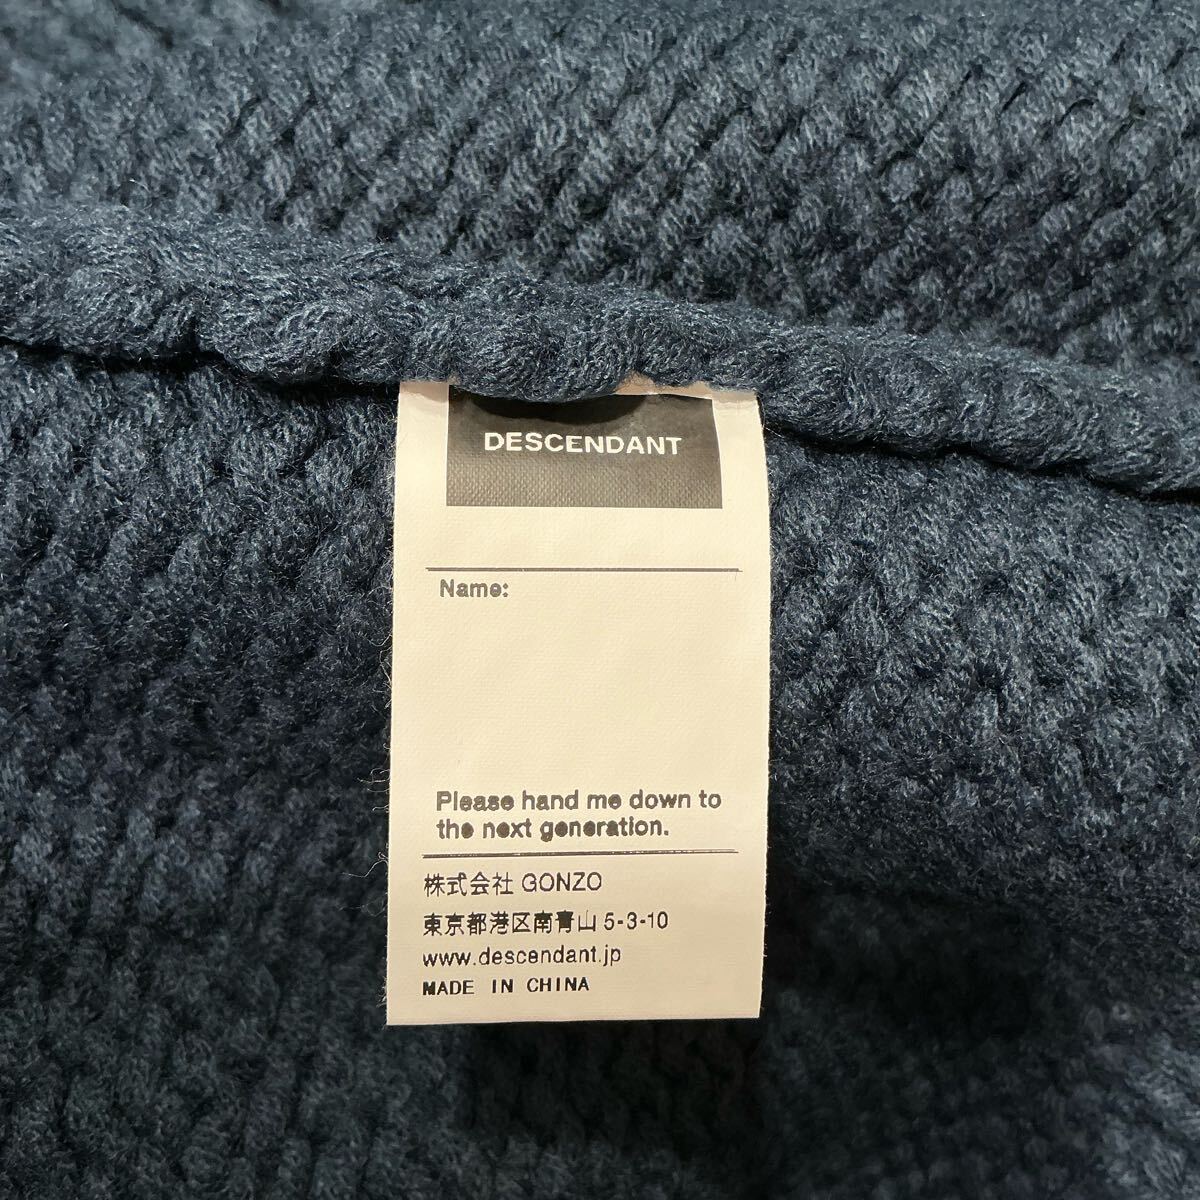 DESCENDANT
Name:
Please hand me down to
the next generation.
株式会社 GONZO
東京都港区南青山 5-3-10
www.descendant.jp
MADE IN CHINA